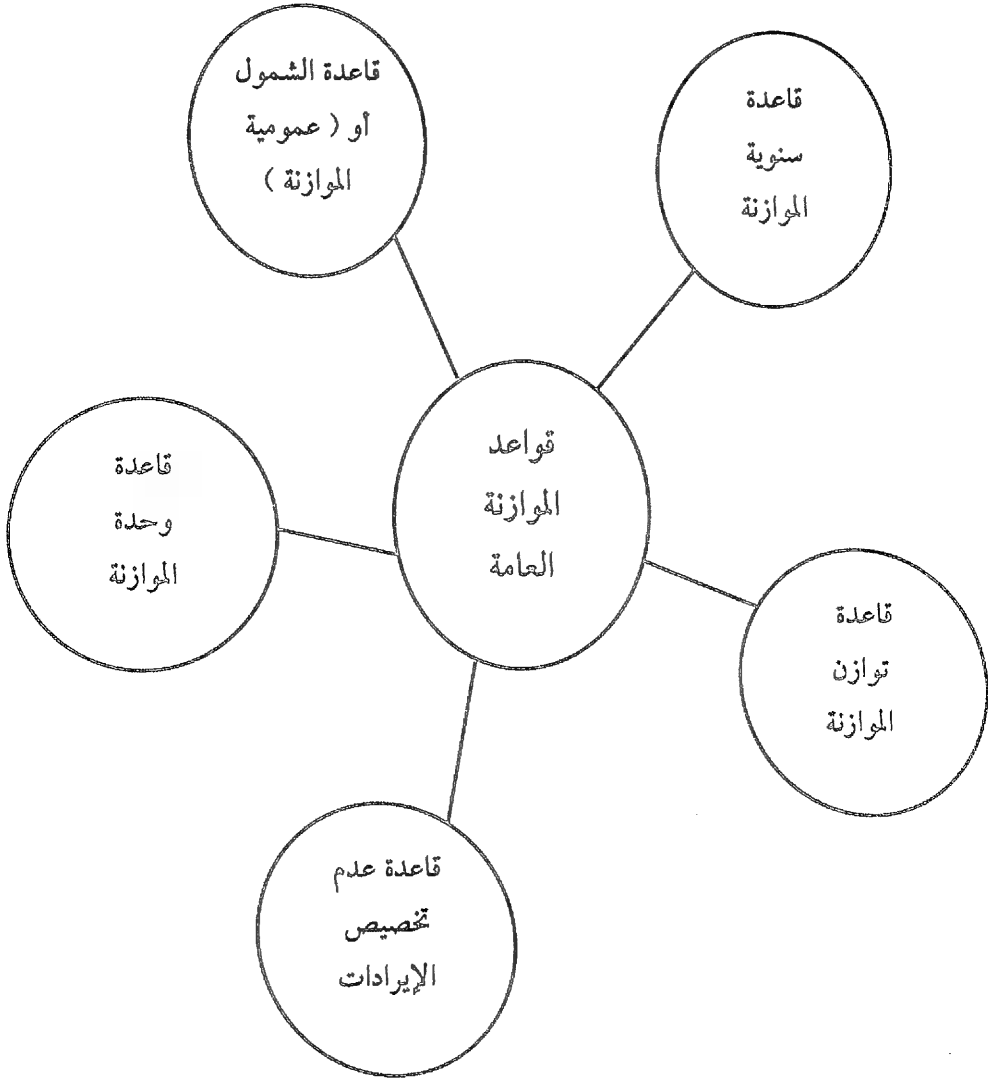 قاعدة الشمول
أو ( عمومية
الموازنة )
قاعدة
سنوية
الموازنة
قواعد
الموازنة
العامة
قاعدة
وحدة
الموازنة
قاعدة
توازن
الموازنة
قاعدة عدم
تخصيص
الإيرادات